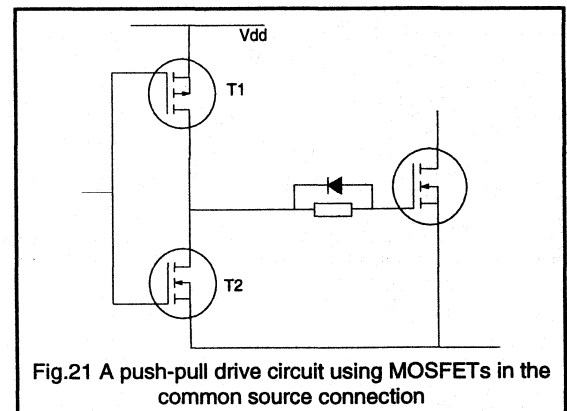 Vdd
T1
T2
Fig.21 A push-pull drive circuit using MOSFETs in the
common source connection